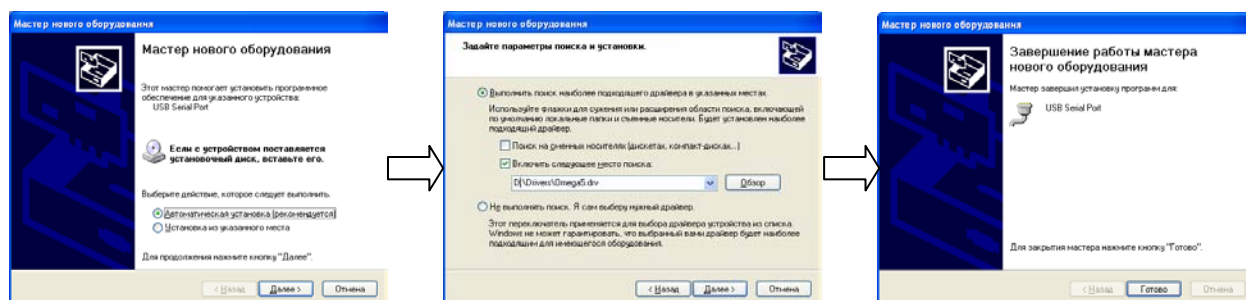 Мастер нового оборудования
Мастер нового оборудования
Этот мастер помогает установить программное
обеспечение для указанного устройства:
USB Serial Port
Если с устройством поставляется
установочный диск, вставьте его.
Выберите действие, которое следует выполнить.
Автоматическая установка (рекомендуется)
Установка из указанного места
Для продолжения нажмите кнопку "Далее".
< Назад
Далее >
Отмена
Мастер нового оборудования
Задайте параметры поиска и установки.
Выполнить поиск наиболее подходящего драйвера в указанных местах.
Используйте флажки для сужения или расширения области поиска, включающей
по умолчанию локальные папки и съемные носители. Будет установлен наиболее
подходящий драйвер.
Поиск на сменных носителях (дискетах, компакт-дисках...)
Включить следующее место поиска:
D:\Drivers\Omega5.drv
Обзор
Не выполнять поиск. Я сам выберу нужный драйвер.
Этот переключатель применяется для выбора драйвера устройства из списка.
Windows не может гарантировать, что выбранный вами драйвер будет наиболее
подходящим для имеющегося оборудования.
< Назад
Далее >
Отмена
Мастер нового оборудования
Завершение работы мастера
нового оборудования
Мастер завершил установку программ для:
USB Serial Port
Для закрытия мастера нажмите кнопку "Готово".
< Назад
Готово
Отмена